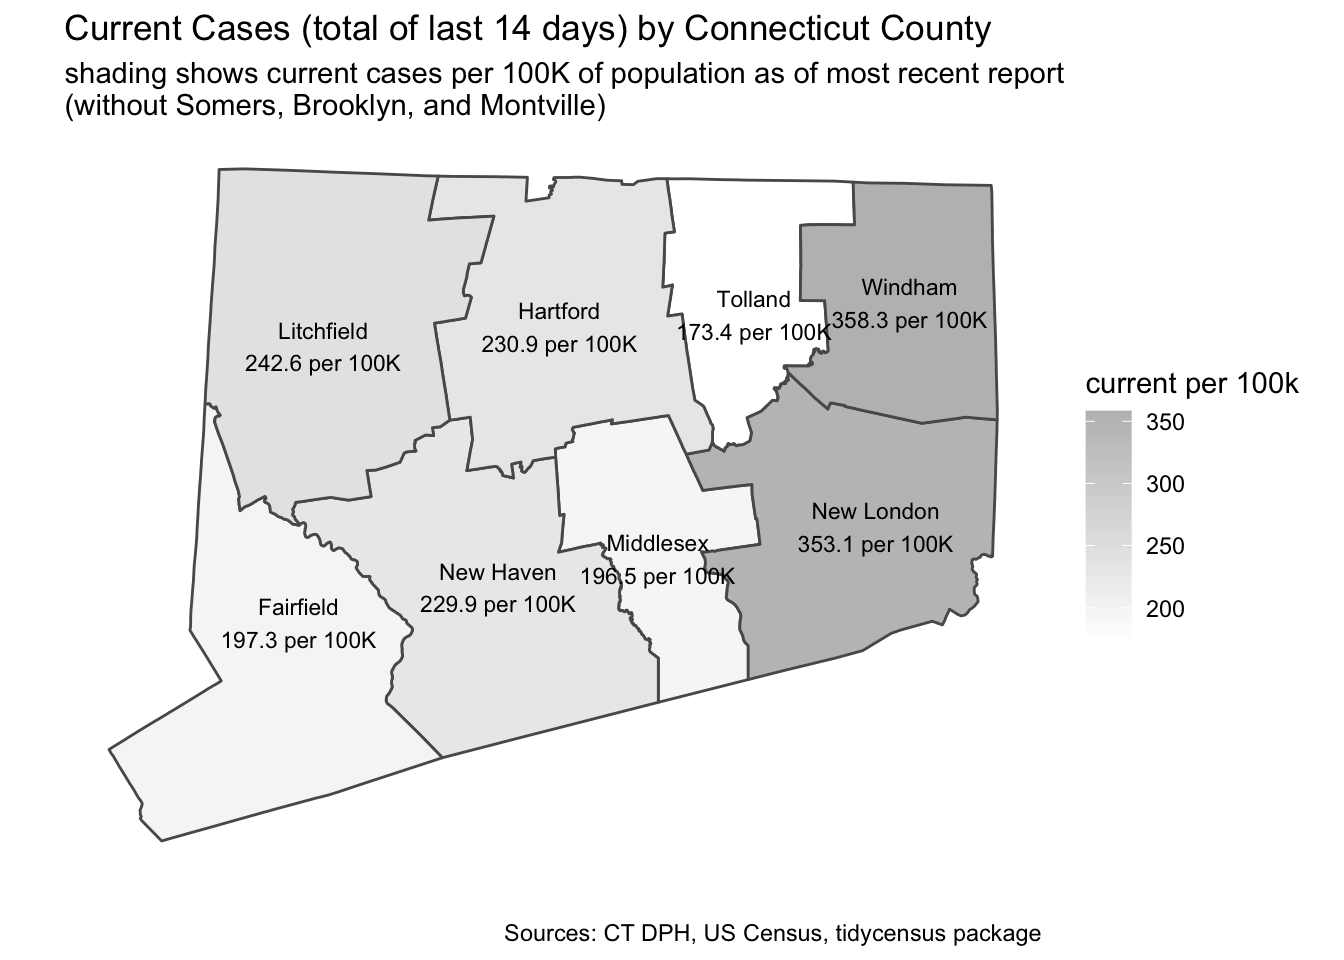 Current Cases (total of last 14 days) by Connecticut County
shading shows current cases per 100K of population as of most recent report
(without Somers, Brooklyn, and Montville)
Windham
358.3 per 100K
Tolland
173.4 per 100K
Hartford
230.9 per 100K
Litchfield
242.6 per 100K
current per 100k
350
300
250
200
New London
353.1 per 100K
Middlesex
196.5 per 100K
New Haven
229.9 per 100K
Fairfield
197.3 per 100K
Sources: CT DPH, US Census, tidycensus package